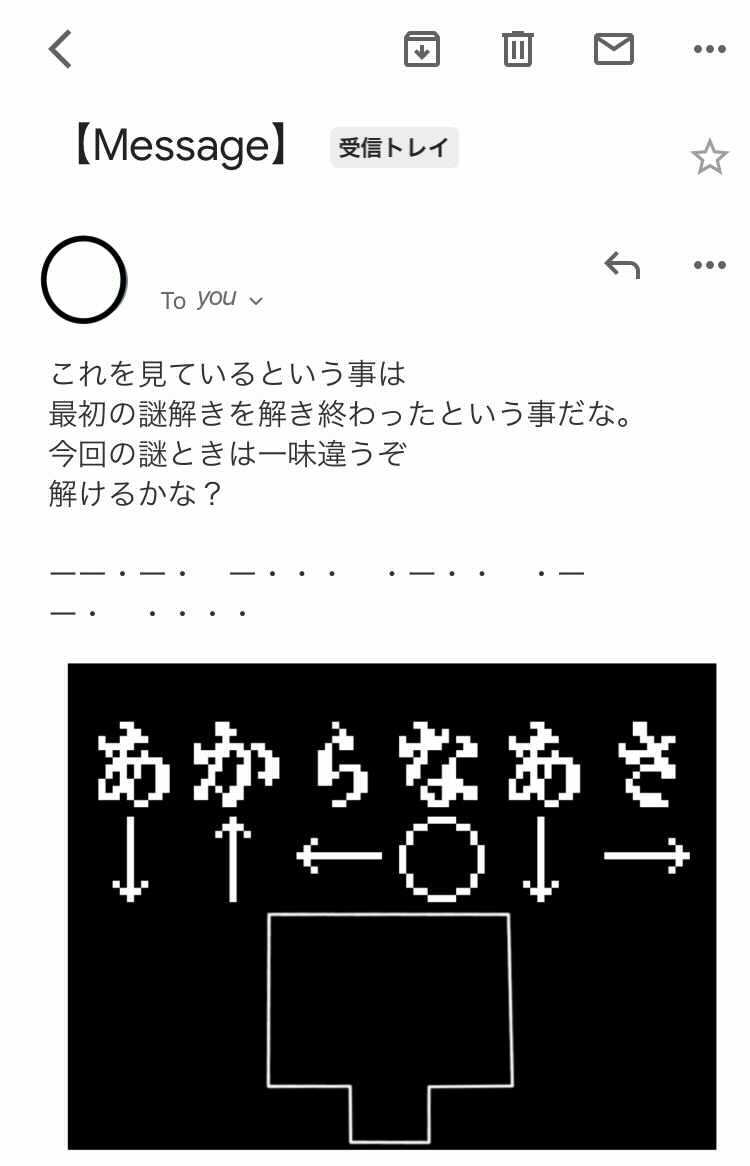 【Message】 受信トレイ
To you
これを見ているという事は
最初の謎解きを解き終わったという事だな。
今回の謎ときは一味違うぞ
解けるかな？
ーー・ー・　ー・・・　・ー・・　・ー
ー・　・・・・
あからなあさ
↓↑←○↓→